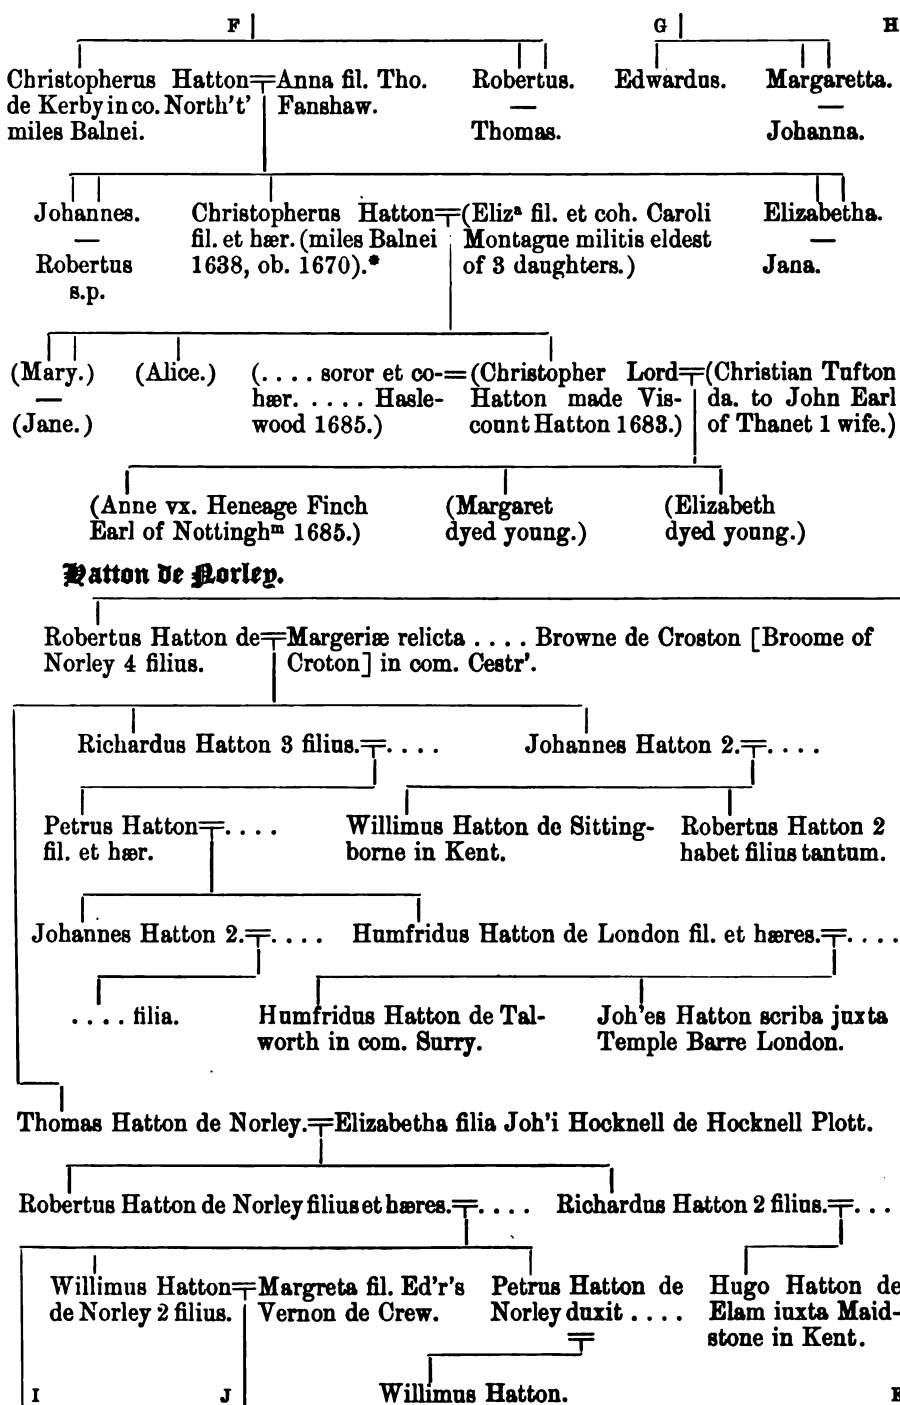 F G H
Christopherus Hatton=Anna fil. Tho. Robertus. Edwardus. Margaretta.
de Kerby in co. North't' Fanshaw. — —
miles Balnei. Thomas. Johanna.
Johannes. Christopherus Hatton=(Elizª fil. et coh. Caroli Elizabetha.
— fil. et hær. (miles Balnei Montague militis eldest —
Robertus 1638, ob. 1670).* of 3 daughters.) Jana.
s.p.
(Mary.) (Alice.) (.... soror et co-=(Christopher Lord=(Christian Tufton
— hær. .... Hasle- Hatton made Vis- da. to John Earl
(Jane.) wood 1685.) count Hatton 1683.) of Thanet 1 wife.)
(Anne vx. Heneage Finch (Margaret (Elizabeth
Earl of Nottinghᵐ 1685.) dyed young.) dyed young.)
Hatton de Norley.
Robertus Hatton de=Margeriæ relicta .... Browne de Croston [Broome of
Norley 4 filius. Croton] in com. Cestr'.
Richardus Hatton 3 filius.=.... Johannes Hatton 2.=....
Petrus Hatton=.... Willimus Hatton de Sitting- Robertus Hatton 2
fil. et hær. borne in Kent. habet filius tantum.
Johannes Hatton 2.=.... Humfridus Hatton de London fil. et hæres.=....
.... filia. Humfridus Hatton de Tal- Joh'es Hatton scriba juxta
worth in com. Surry. Temple Barre London.
Thomas Hatton de Norley.=Elizabetha filia Joh'i Hocknell de Hocknell Plott.
Robertus Hatton de Norley filius et hæres.=.... Richardus Hatton 2 filius.=...
Willimus Hatton=Margreta fil. Ed'r's Petrus Hatton de Hugo Hatton de
de Norley 2 filius. Vernon de Crew. Norley duxit .... Elam iuxta Maid-
stone in Kent.
I J Willimus Hatton.